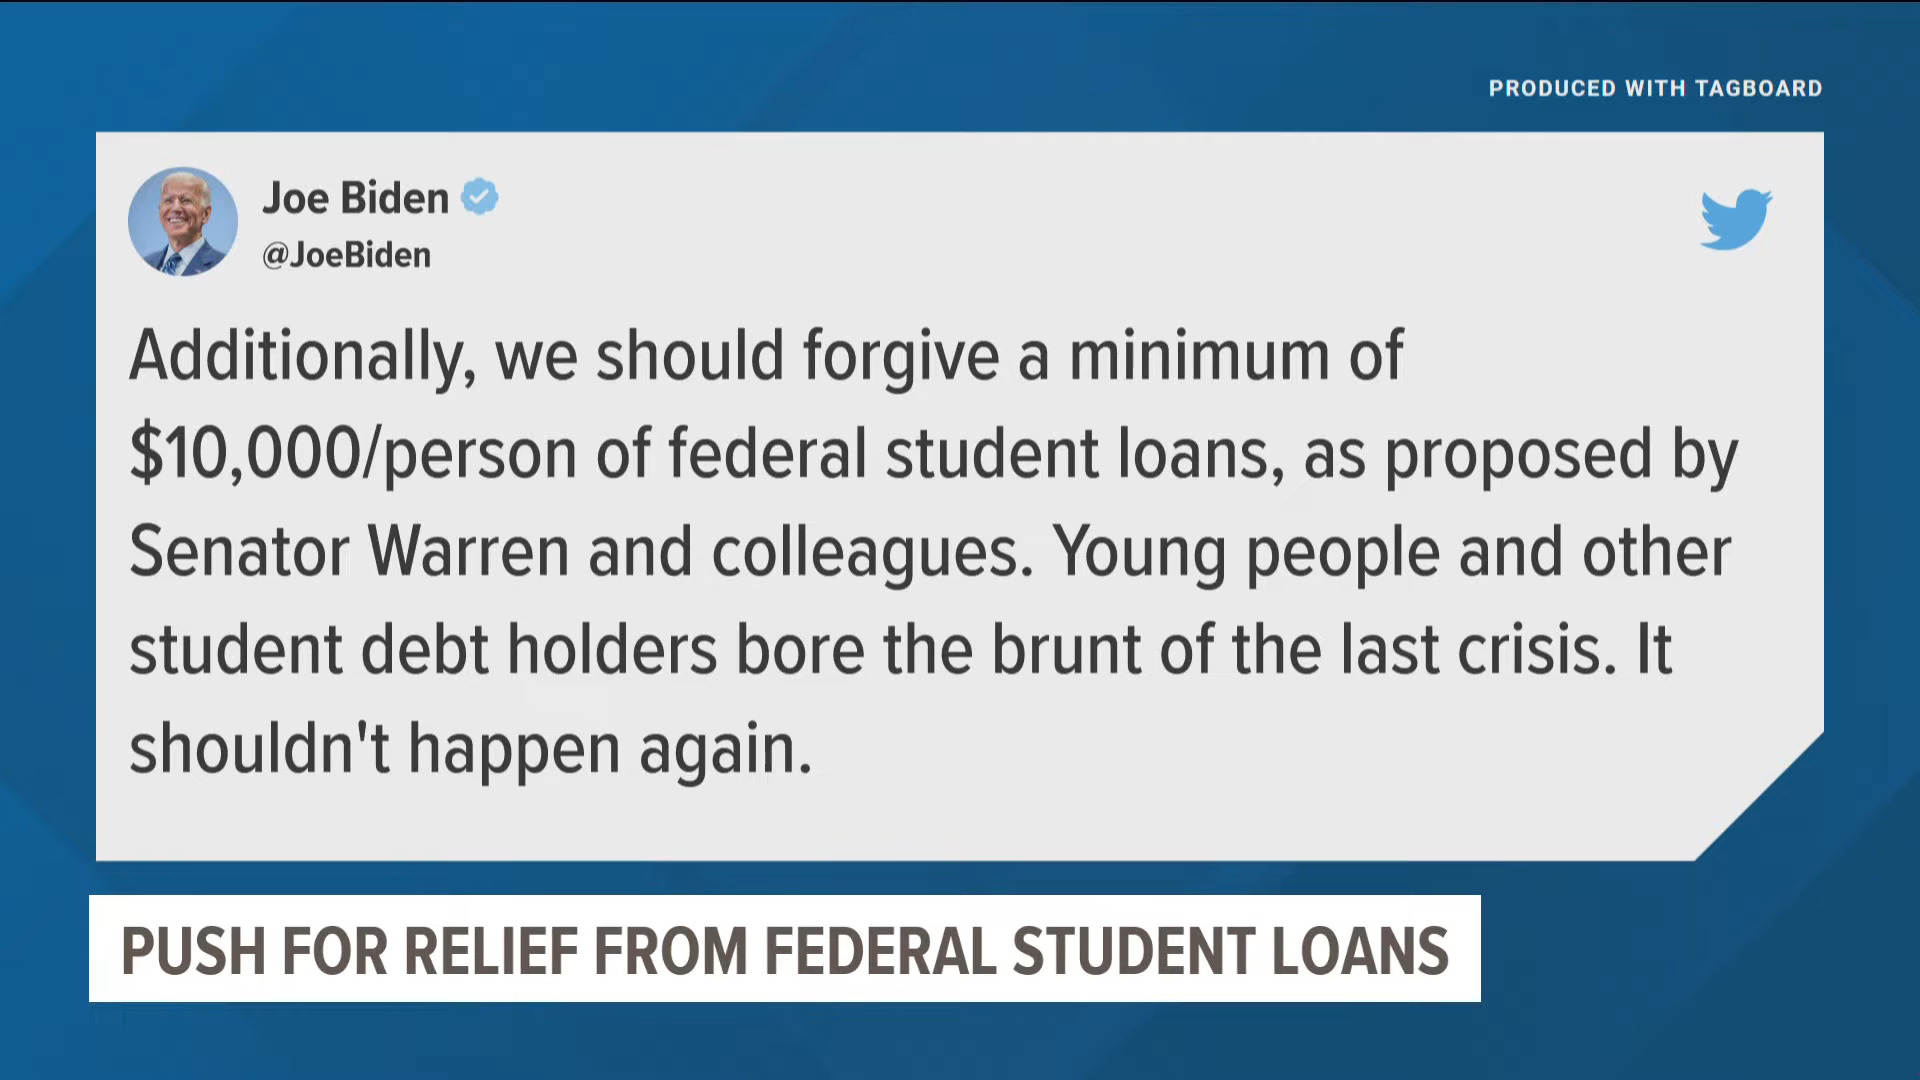 PRODUCED WITH TAGBOARD
Joe Biden
@JoeBiden
Additionally, we should forgive a minimum of
$10,000/person of federal student loans, as proposed by
Senator Warren and colleagues. Young people and other
student debt holders bore the brunt of the last crisis. It
shouldn't happen again.
PUSH FOR RELIEF FROM FEDERAL STUDENT LOANS